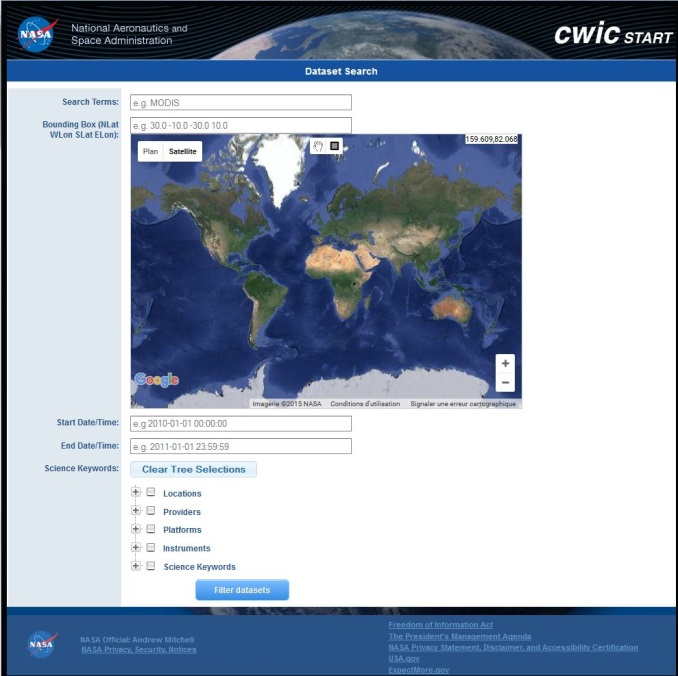 NASA
National Aeronautics and
Space Administration
CWIC START
Dataset Search
Search Terms:
e.g. MODIS
Bounding Box (NLat
WLon SLat ELon):
e.g. 30.0 -10.0 -30.0 10.0
159.609,82.068
Plan Satellite
Google
Imagerie ©2015 NASA Conditions d'utilisation Signaler une erreur cartographique
Start Date/Time:
e.g 2010-01-01 00:00:00
End Date/Time:
e.g. 2011-01-01 23:59:59
Science Keywords:
Clear Tree Selections
Locations
Providers
Platforms
Instruments
Science Keywords
Filter datasets
NASA
NASA Official: Andrew Mitchell
NASA Privacy, Security, Notices
Freedom of Information Act
The President's Management Agenda
NASA Privacy Statement, Disclaimer, and Accessibility Certification
USA.gov
ExpectMore.gov